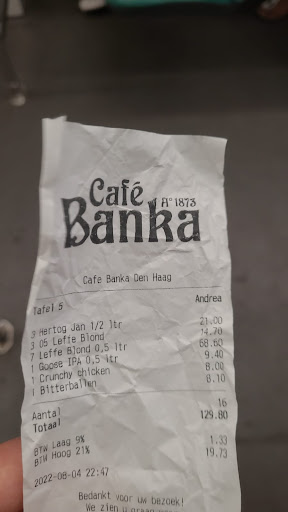 Café
A° 1873
Banka
Cafe Banka Den Haag
Tafel 5 Andrea
3 Hertog Jan 1/2 ltr 21.00
3 05 Leffe Blond 14.70
7 Leffe Blond 0,5 ltr 68.60
1 Goose IPA 0,5 ltr 9.40
1 Crunchy chicken 8.00
1 Bitterballen 8.10
Aantal 16
Totaal 129.80
BTW Laag 9% 1.33
BTW Hoog 21% 19.73
2022-08-04 22:47
Bedankt voor uw bezoek!
We zien u graag